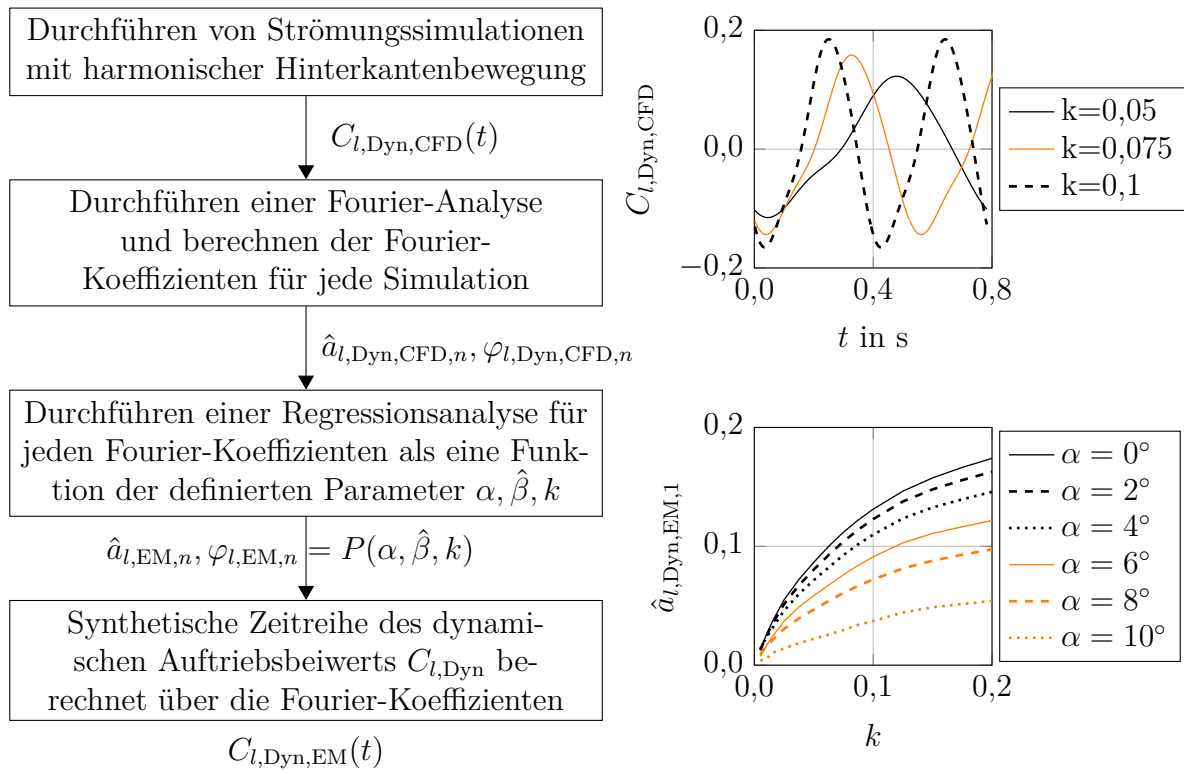 Durchführen von Strömungssimulationen
mit harmonischer Hinterkantenbewegung
C_{l,Dyn,CFD}(t)
Durchführen einer Fourier-Analyse
und berechnen der Fourier-
Koeffizienten für jede Simulation
â_{l,Dyn,CFD,n}, φ_{l,Dyn,CFD,n}
Durchführen einer Regressionsanalyse für
jeden Fourier-Koeffizienten als eine Funk-
tion der definierten Parameter α, β̂, k
â_{l,EM,n}, φ_{l,EM,n} = P(α, β̂, k)
Synthetische Zeitreihe des dynami-
schen Auftriebsbeiwerts C_{l,Dyn} be-
rechnet über die Fourier-Koeffizienten
C_{l,Dyn,EM}(t)
C_{l,Dyn,CFD}
0,2
0,0
−0,2
0,0 0,4 0,8
t in s
k=0,05
k=0,075
k=0,1
â_{l,Dyn,EM,1}
0,2
0,1
0,0
0,0 0,1 0,2
k
α = 0°
α = 2°
α = 4°
α = 6°
α = 8°
α = 10°